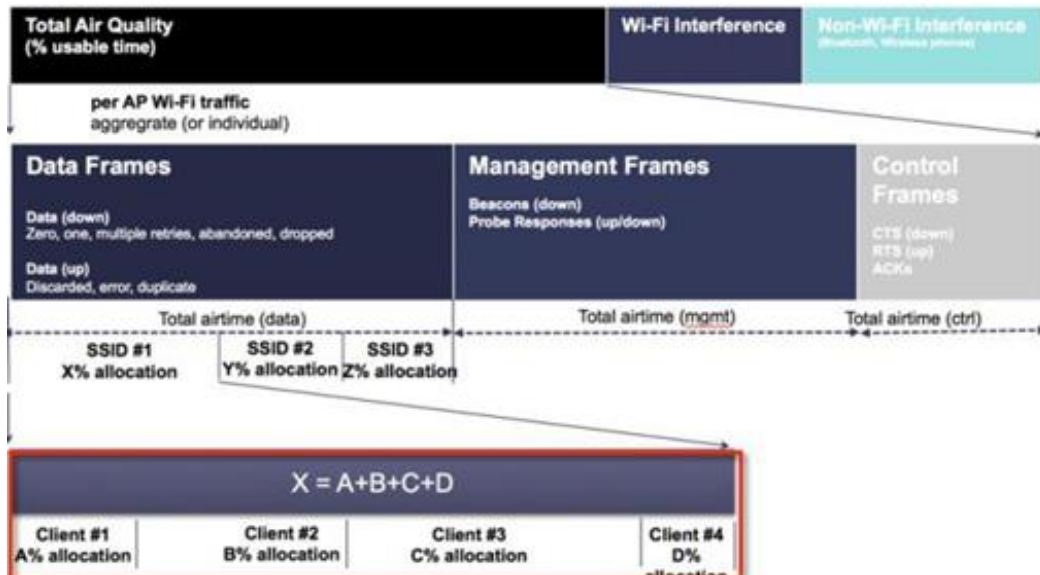 Total Air Quality
(% usable time)
Wi-Fi Interference
Non-Wi-Fi Interference
(Bluetooth, Wireless phones)
per AP Wi-Fi traffic
aggregrate (or individual)
Data Frames
Data (down)
Zero, one, multiple retries, abandoned, dropped
Data (up)
Discarded, error, duplicate
Management Frames
Beacons (down)
Probe Responses (up/down)
Control
Frames
CTS (down)
RTS (up)
ACKs
Total airtime (data)
Total airtime (mgmt)
Total airtime (ctrl)
SSID #1
X% allocation
SSID #2
Y% allocation
SSID #3
Z% allocation
X = A+B+C+D
Client #1
A% allocation
Client #2
B% allocation
Client #3
C% allocation
Client #4
D%
allocation